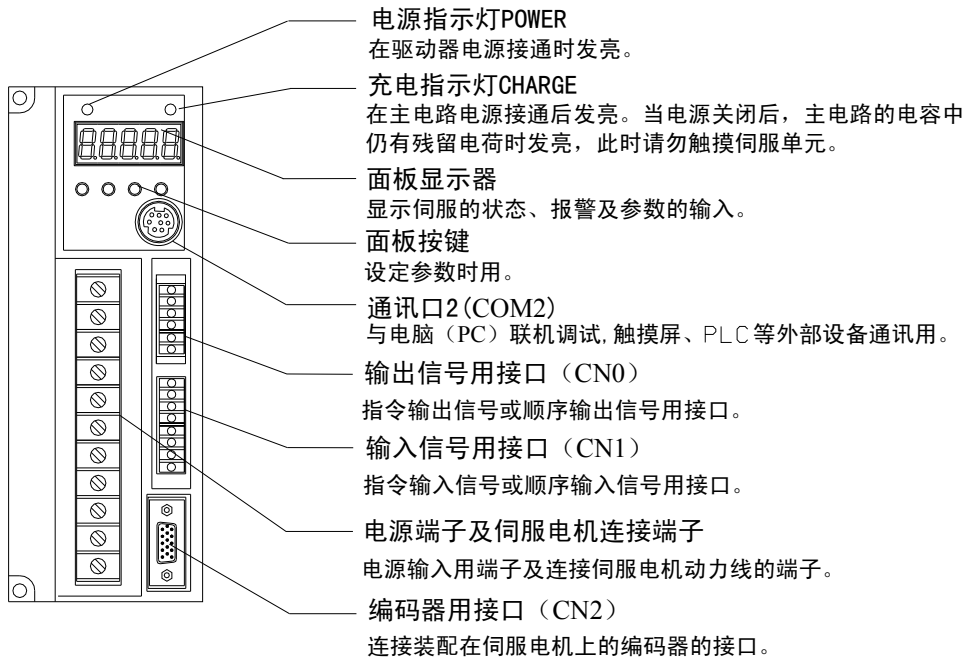 电源指示灯POWER
在驱动器电源接通时发亮。
充电指示灯CHARGE
在主电路电源接通后发亮。当电源关闭后，主电路的电容中
仍有残留电荷时发亮，此时请勿触摸伺服单元。
面板显示器
显示伺服的状态、报警及参数的输入。
面板按键
设定参数时用。
通讯口2(COM2)
与电脑（PC）联机调试,触摸屏、PLC等外部设备通讯用。
输出信号用接口（CN0）
指令输出信号或顺序输出信号用接口。
输入信号用接口（CN1）
指令输入信号或顺序输入信号用接口。
电源端子及伺服电机连接端子
电源输入用端子及连接伺服电机动力线的端子。
编码器用接口（CN2）
连接装配在伺服电机上的编码器的接口。
8.8.8.8.8.